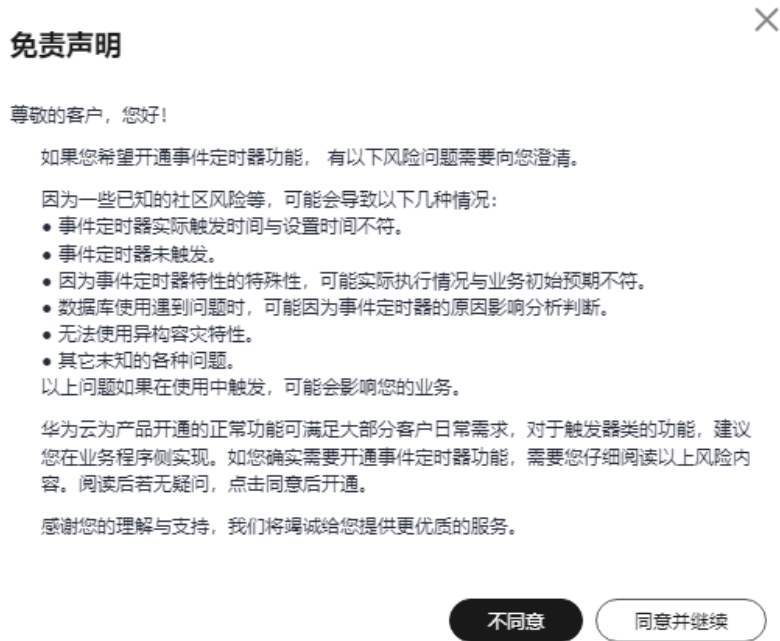 免责声明
尊敬的客户，您好！
如果您希望开通事件定时器功能， 有以下风险问题需要向您澄清。
因为一些已知的社区风险等，可能会导致以下几种情况：
● 事件定时器实际触发时间与设置时间不符。
● 事件定时器未触发。
● 因为事件定时器特性的特殊性，可能实际执行情况与业务初始预期不符。
● 数据库使用遇到问题时，可能因为事件定时器的原因影响分析判断。
● 无法使用异构容灾特性。
● 其它未知的各种问题。
以上问题如果在使用中触发，可能会影响您的业务。
华为云为产品开通的正常功能可满足大部分客户日常需求，对于触发器类的功能，建议
您在业务程序侧实现。如您确实需要开通事件定时器功能，需要您仔细阅读以上风险内
容。阅读后若无疑问，点击同意后开通。
感谢您的理解与支持，我们将竭诚给您提供更优质的服务。
不同意
同意并继续